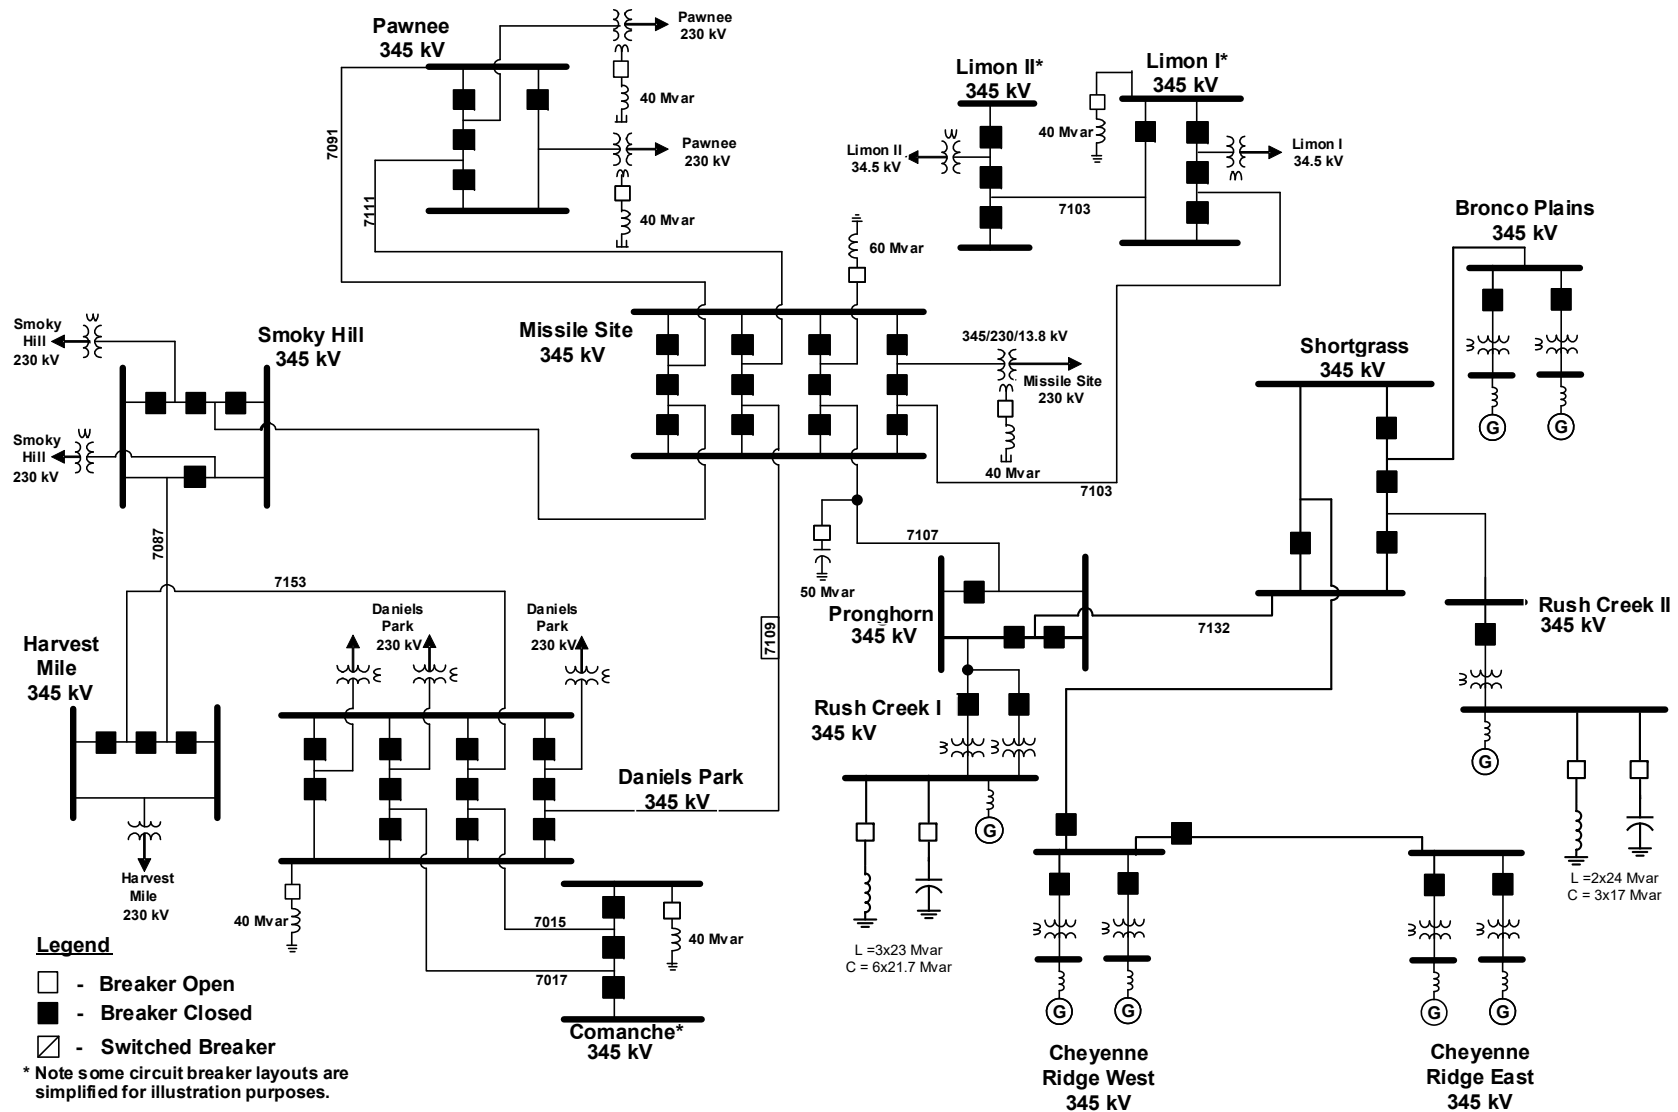 Pawnee
345 kV
Pawnee
230 kV
40 Mvar
Pawnee
230 kV
40 Mvar
7091
7111
Limon II*
345 kV
Limon I*
345 kV
40 Mvar
Limon II
34.5 kV
Limon I
34.5 kV
7103
60 Mvar
Bronco Plains
345 kV
G
G
Smoky
Hill
230 kV
Smoky Hill
345 kV
Smoky
Hill
230 kV
Missile Site
345 kV
345/230/13.8 kV
Missile Site
230 kV
40 Mvar
7103
Shortgrass
345 kV
7087
7153
7107
50 Mvar
Pronghorn
345 kV
7132
7109
Rush Creek II
345 kV
G
L =2x24 Mvar
C = 3x17 Mvar
Harvest
Mile
345 kV
Harvest
Mile
230 kV
Daniels
Park
230 kV
Daniels
Park
230 kV
Daniels Park
345 kV
40 Mvar
Rush Creek I
345 kV
G
L =3x23 Mvar
C = 6x21.7 Mvar
7015
7017
40 Mvar
Comanche*
345 kV
G
G
Cheyenne
Ridge West
345 kV
G
G
Cheyenne
Ridge East
345 kV
Legend
- Breaker Open
- Breaker Closed
- Switched Breaker
* Note some circuit breaker layouts are
simplified for illustration purposes.